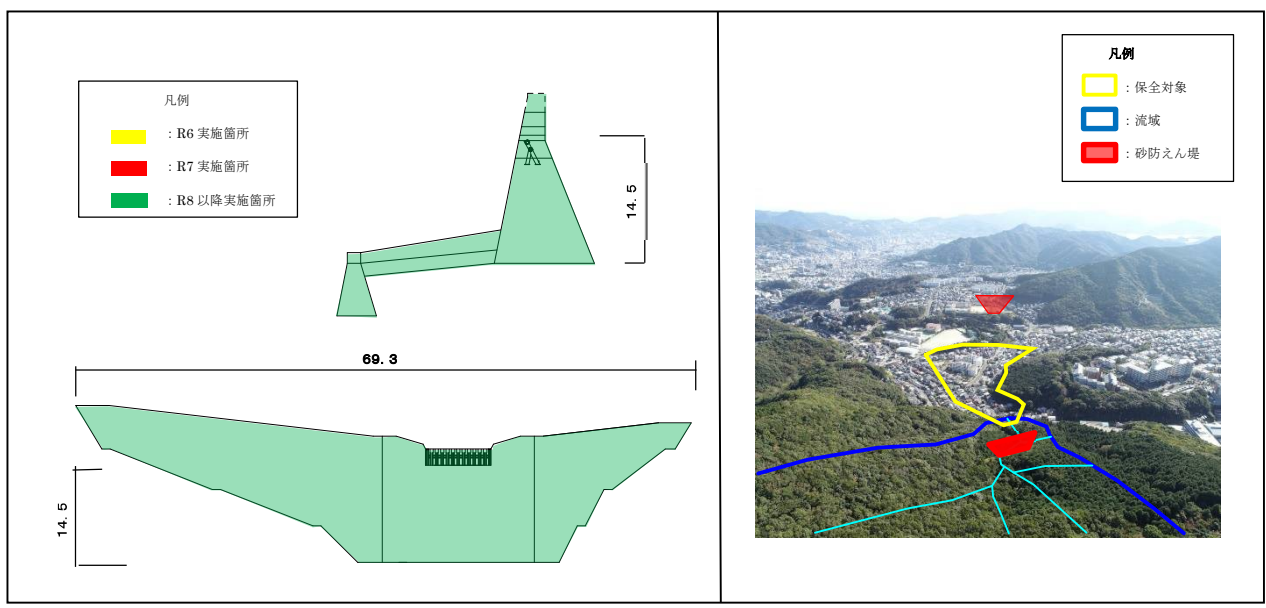 凡例
：R6 実施箇所
：R7 実施箇所
：R8 以降実施箇所
14.5
69.3
14.5
凡例
：保全対象
：流域
：砂防えん堤